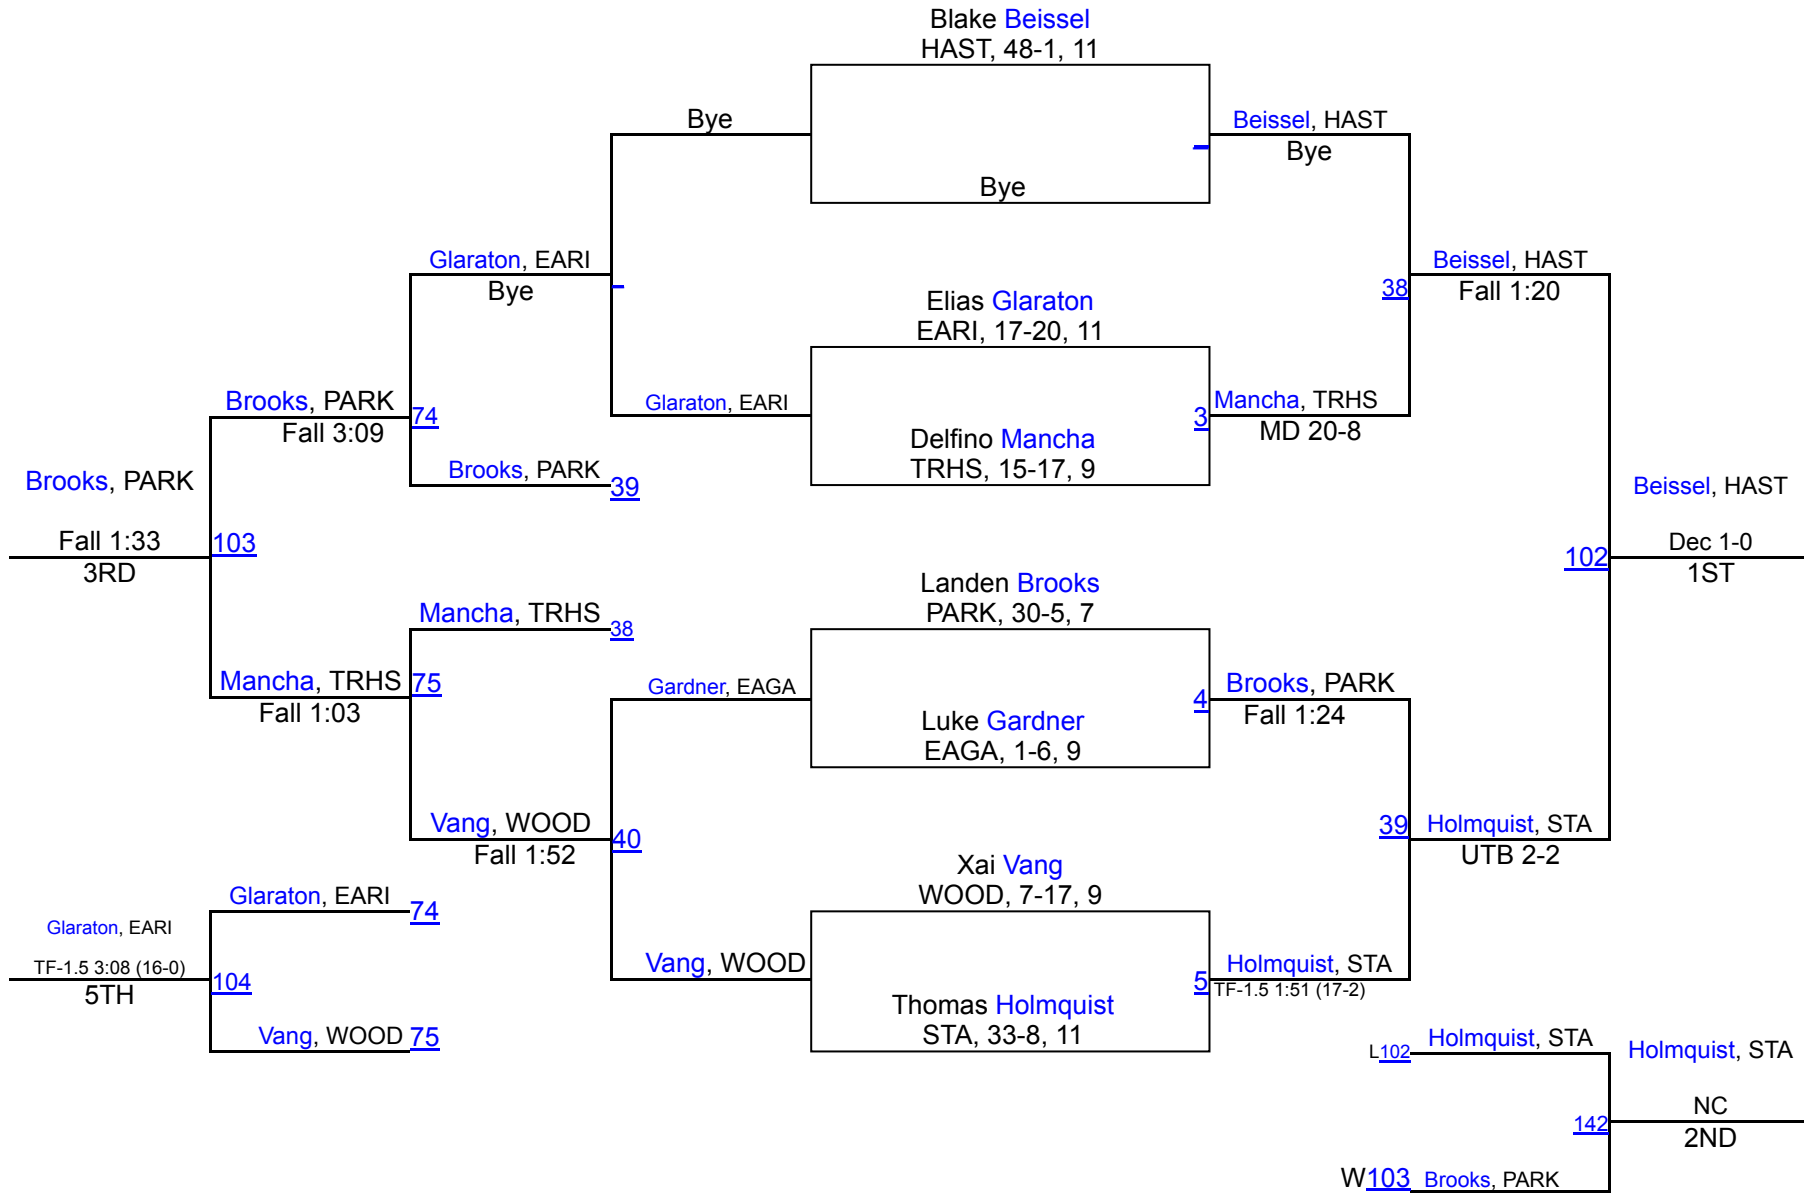 Blake Beissel
HAST, 48-1, 11
Bye
Beissel, HAST
Bye
Bye
Glaraton, EARI
Bye
Beissel, HAST
38
Fall 1:20
Elias Glaraton
EARI, 17-20, 11
Brooks, PARK
74
Fall 3:09
Glaraton, EARI
3
Mancha, TRHS
MD 20-8
Delfino Mancha
TRHS, 15-17, 9
Brooks, PARK
39
Brooks, PARK
Beissel, HAST
Fall 1:33
103
3RD
102
Dec 1-0
1ST
Landen Brooks
PARK, 30-5, 7
Mancha, TRHS
38
Mancha, TRHS
75
Fall 1:03
Gardner, EAGA
4
Brooks, PARK
Fall 1:24
Luke Gardner
EAGA, 1-6, 9
Vang, WOOD
40
Fall 1:52
39
Holmquist, STA
UTB 2-2
Xai Vang
WOOD, 7-17, 9
Glaraton, EARI
74
Glaraton, EARI
TF-1.5 3:08 (16-0)
104
5TH
Vang, WOOD
5
Holmquist, STA
TF-1.5 1:51 (17-2)
Thomas Holmquist
STA, 33-8, 11
Vang, WOOD
75
L102
Holmquist, STA
Holmquist, STA
142
NC
2ND
W103
Brooks, PARK